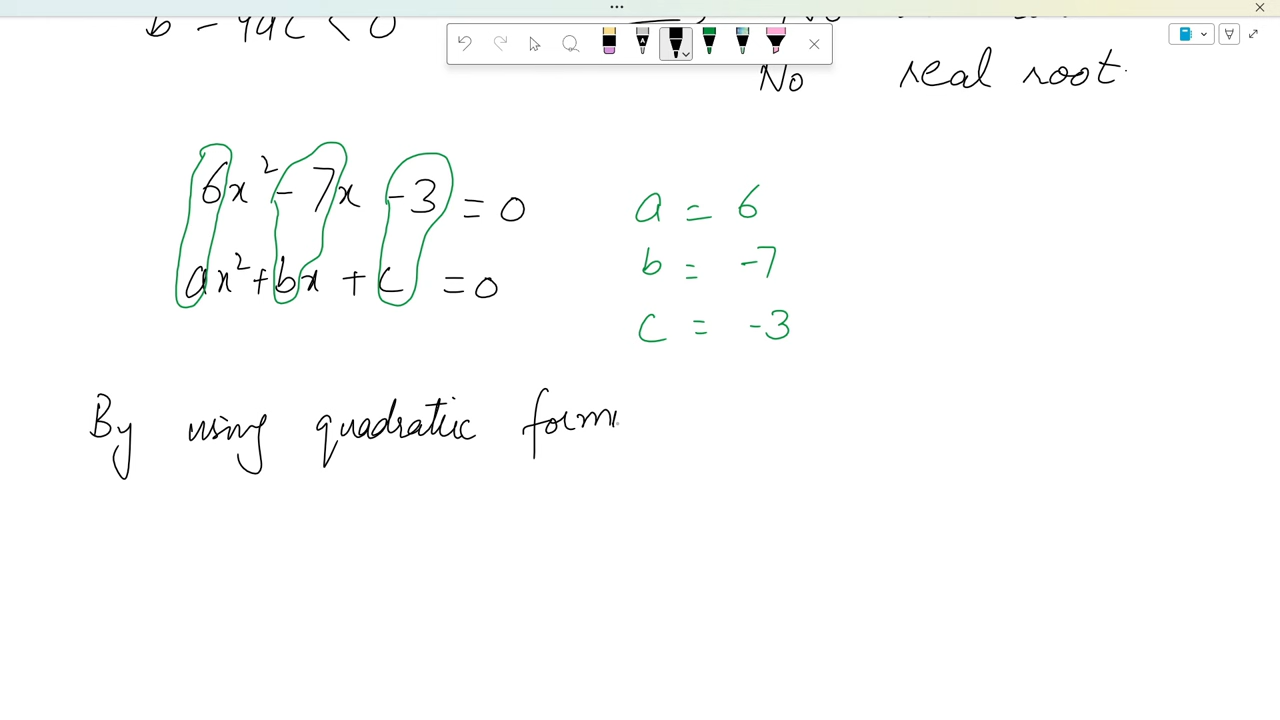 b² - 4ac < 0
No
No real root.
6x² - 7x - 3 = 0
a = 6
ax² + bx + c = 0
b = -7
c = -3
By using quadratic form